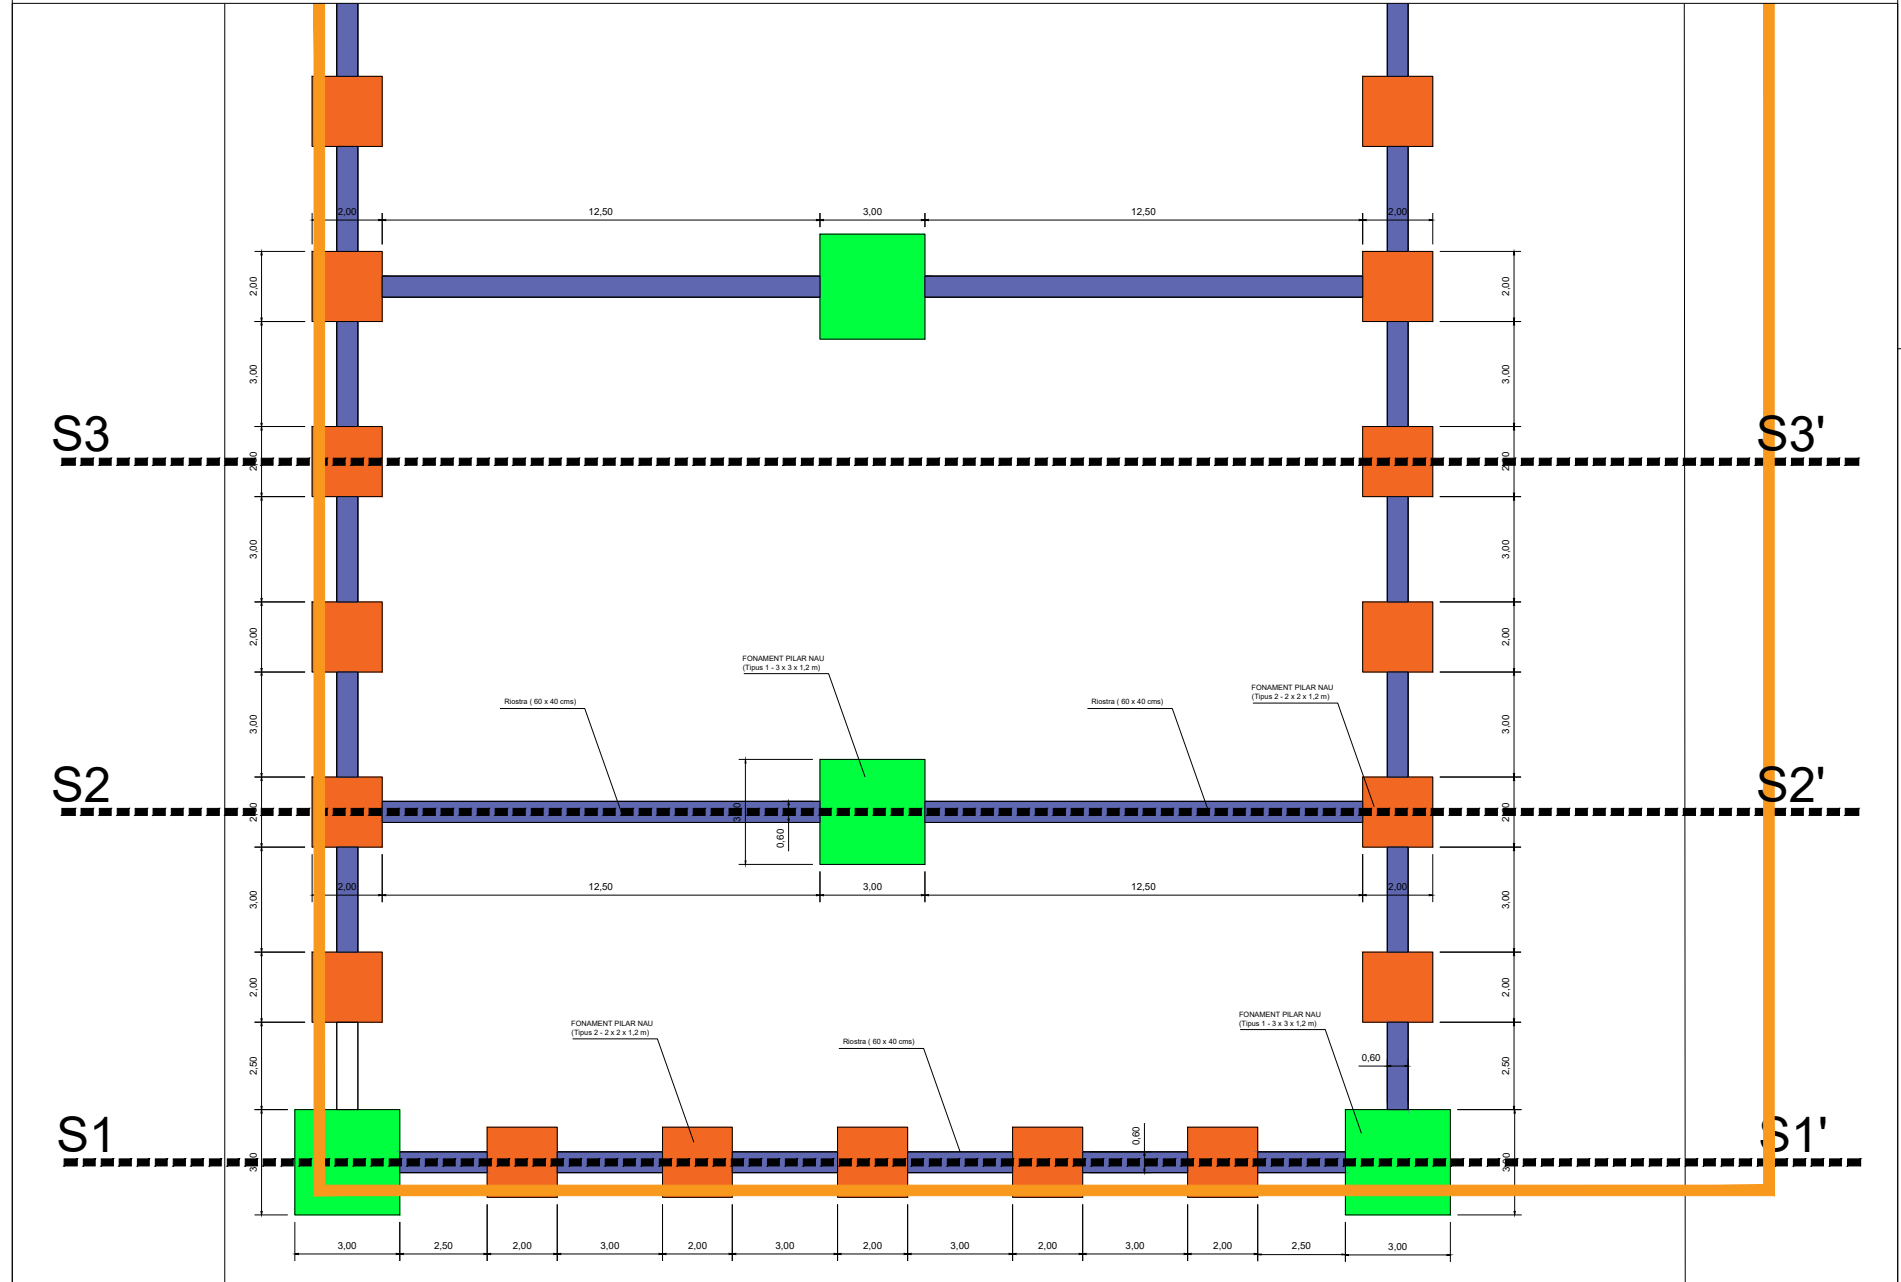 2,00 12,50 3,00 12,50 2,00
2,00 2,00
3,00 3,00
S3 S3'
3,00 3,00
2,00 2,00
FONAMENT PILAR NAU
(Tipus 1 - 3 x 3 x 1,2 m)
FONAMENT PILAR NAU
(Tipus 2 - 2 x 2 x 1,2 m)
Riostra ( 60 x 40 cms) Riostra ( 60 x 40 cms)
3,00 3,00
S2 S2'
0,60
2,00 12,50 3,00 12,50 2,00
3,00 3,00
2,00 2,00
FONAMENT PILAR NAU
(Tipus 1 - 3 x 3 x 1,2 m)
FONAMENT PILAR NAU
(Tipus 2 - 2 x 2 x 1,2 m)
Riostra ( 60 x 40 cms)
0,60
2,50 2,50
S1 S1'
0,60
3,00 2,50 2,00 3,00 2,00 3,00 2,00 3,00 2,00 3,00 2,00 2,50 3,00